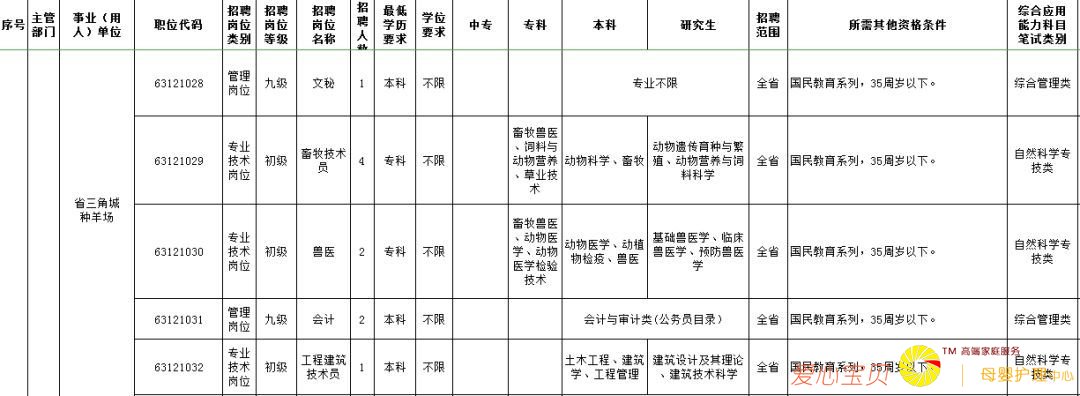 序号 主管部门 事业（用人）单位 职位代码 招聘岗位类别 招聘岗位等级 招聘岗位名称 招聘人数 最低学历要求 学位要求 中专 专科 本科 研究生 招聘范围 所需其他资格条件 综合应用能力科目笔试类别
省三角城种羊场
63121028 管理岗位 九级 文秘 1 本科 不限 专业不限 全省 国民教育系列，35周岁以下。 综合管理类
63121029 专业技术岗位 初级 畜牧技术员 4 专科 不限 畜牧兽医、饲料与动物营养、草业技术 动物科学、畜牧 动物遗传育种与繁殖、动物营养与饲料科学 全省 国民教育系列，35周岁以下。 自然科学专技类
63121030 专业技术岗位 初级 兽医 2 专科 不限 畜牧兽医、动物医学、动物医学检验技术 动物医学、动植物检疫、兽医 基础兽医学、临床兽医学、预防兽医学 全省 国民教育系列，35周岁以下。 自然科学专技类
63121031 管理岗位 九级 会计 2 本科 不限 会计与审计类(公务员目录） 全省 国民教育系列，35周岁以下。 综合管理类
63121032 专业技术岗位 初级 工程建筑技术员 1 本科 不限 土木工程、建筑学、工程管理 建筑设计及其理论、建筑技术科学 全省 国民教育系列，35周岁以下。 自然科学专技类
TM 高端家庭服务
爱心宝贝 母婴护理中心